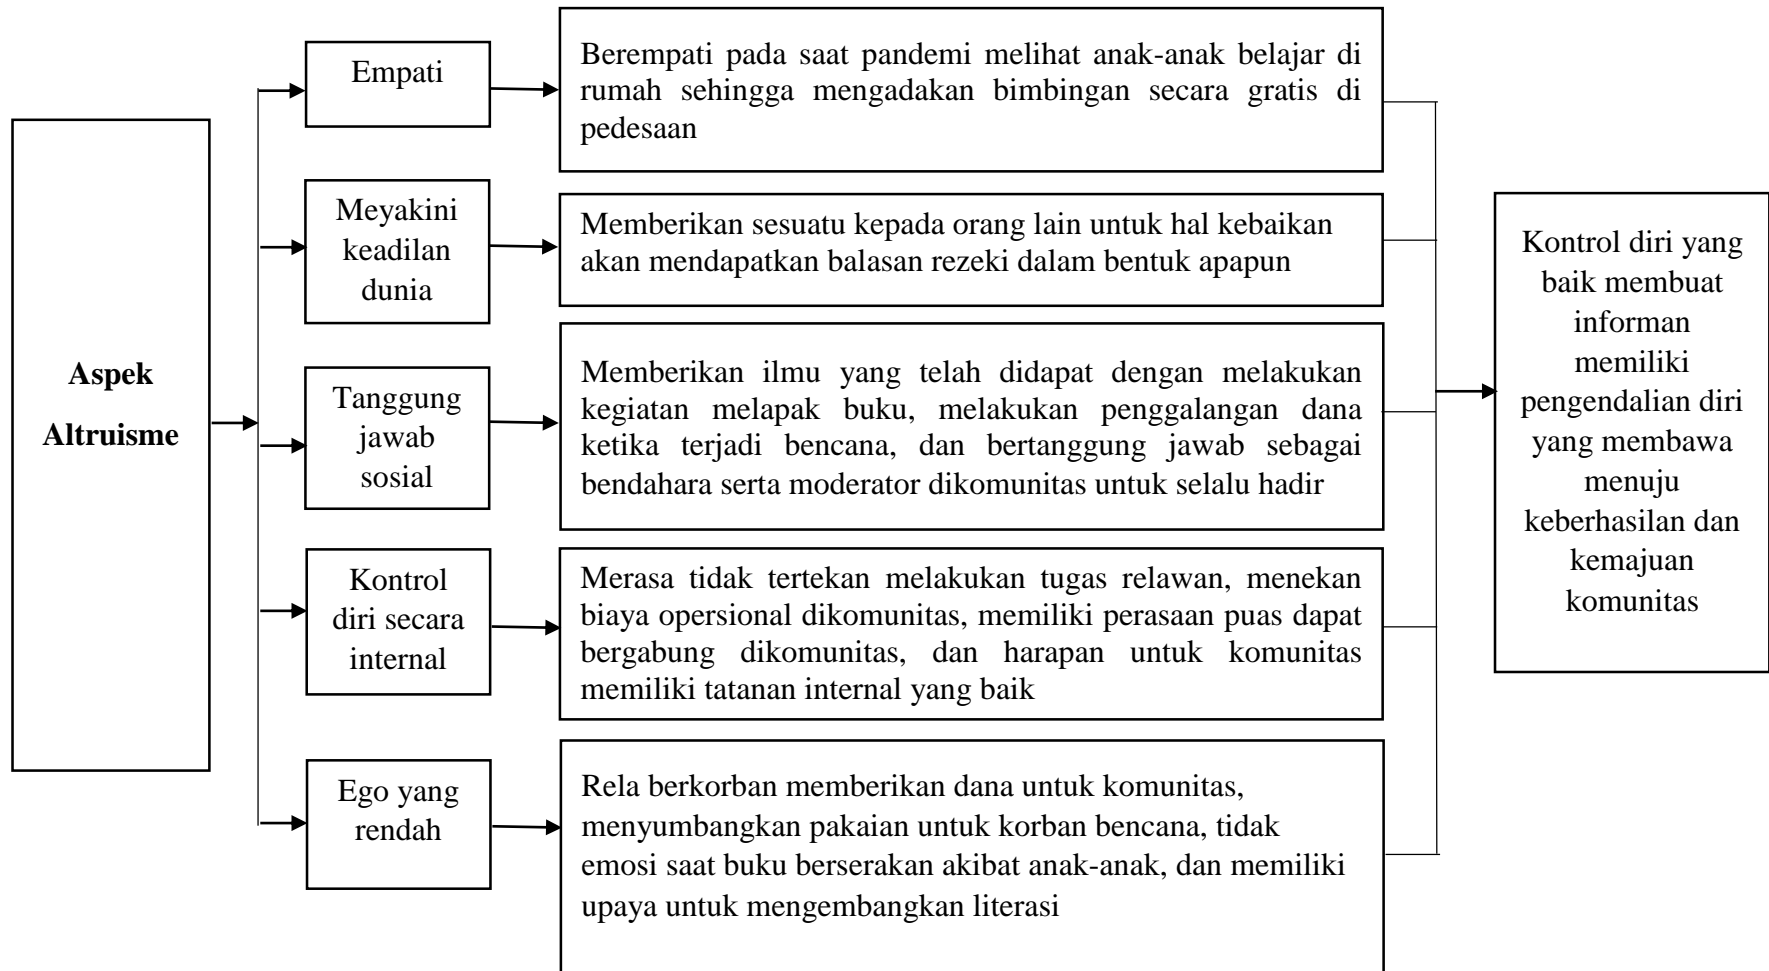 Aspek
Altruisme
Empati
Berempati pada saat pandemi melihat anak-anak belajar di
rumah sehingga mengadakan bimbingan secara gratis di
pedesaan
Meyakini
keadilan
dunia
Memberikan sesuatu kepada orang lain untuk hal kebaikan
akan mendapatkan balasan rezeki dalam bentuk apapun
Tanggung
jawab
sosial
Memberikan ilmu yang telah didapat dengan melakukan
kegiatan melapak buku, melakukan penggalangan dana
ketika terjadi bencana, dan bertanggung jawab sebagai
bendahara serta moderator dikomunitas untuk selalu hadir
Kontrol
diri secara
internal
Merasa tidak tertekan melakukan tugas relawan, menekan
biaya opersional dikomunitas, memiliki perasaan puas dapat
bergabung dikomunitas, dan harapan untuk komunitas
memiliki tatanan internal yang baik
Ego yang
rendah
Rela berkorban memberikan dana untuk komunitas,
menyumbangkan pakaian untuk korban bencana, tidak
emosi saat buku berserakan akibat anak-anak, dan memiliki
upaya untuk mengembangkan literasi
Kontrol diri yang
baik membuat
informan
memiliki
pengendalian diri
yang membawa
menuju
keberhasilan dan
kemajuan
komunitas